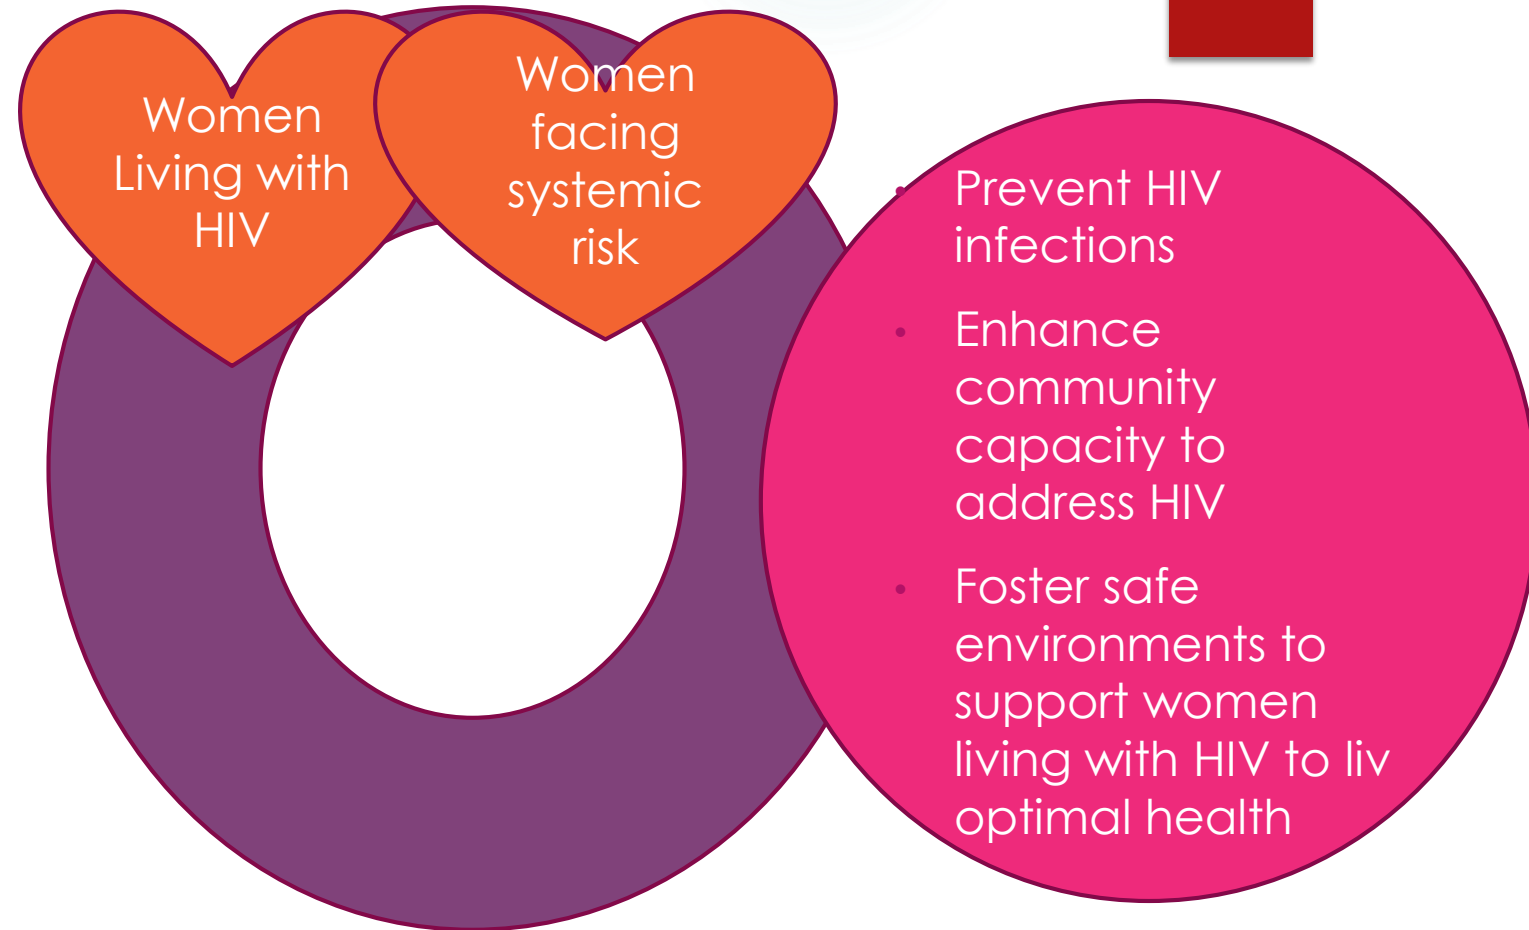 Women
Living with
HIV
Women
facing
systemic
risk
• Prevent HIV
infections
• Enhance
community
capacity to
address HIV
• Foster safe
environments to
support women
living with HIV to liv
optimal health